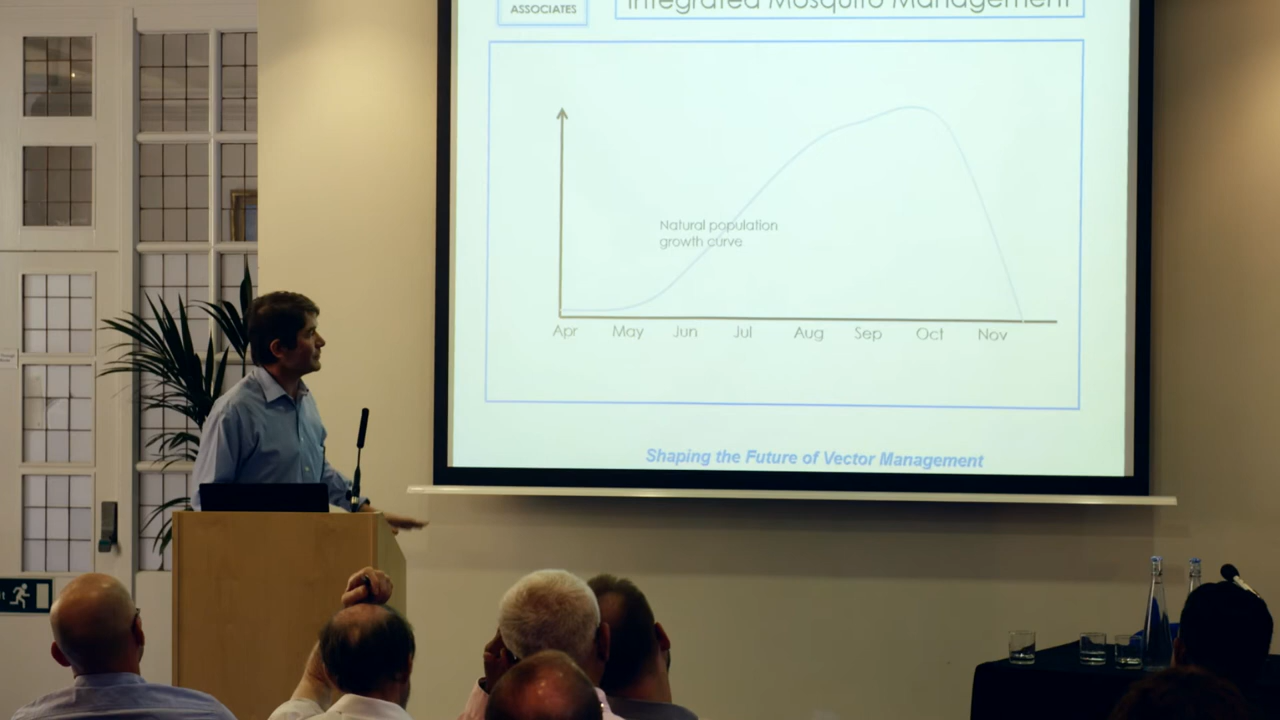 ASSOCIATES
Integrated Mosquito Management
Natural population
growth curve
Apr May Jun Jul Aug Sep Oct Nov
Shaping the Future of Vector Management